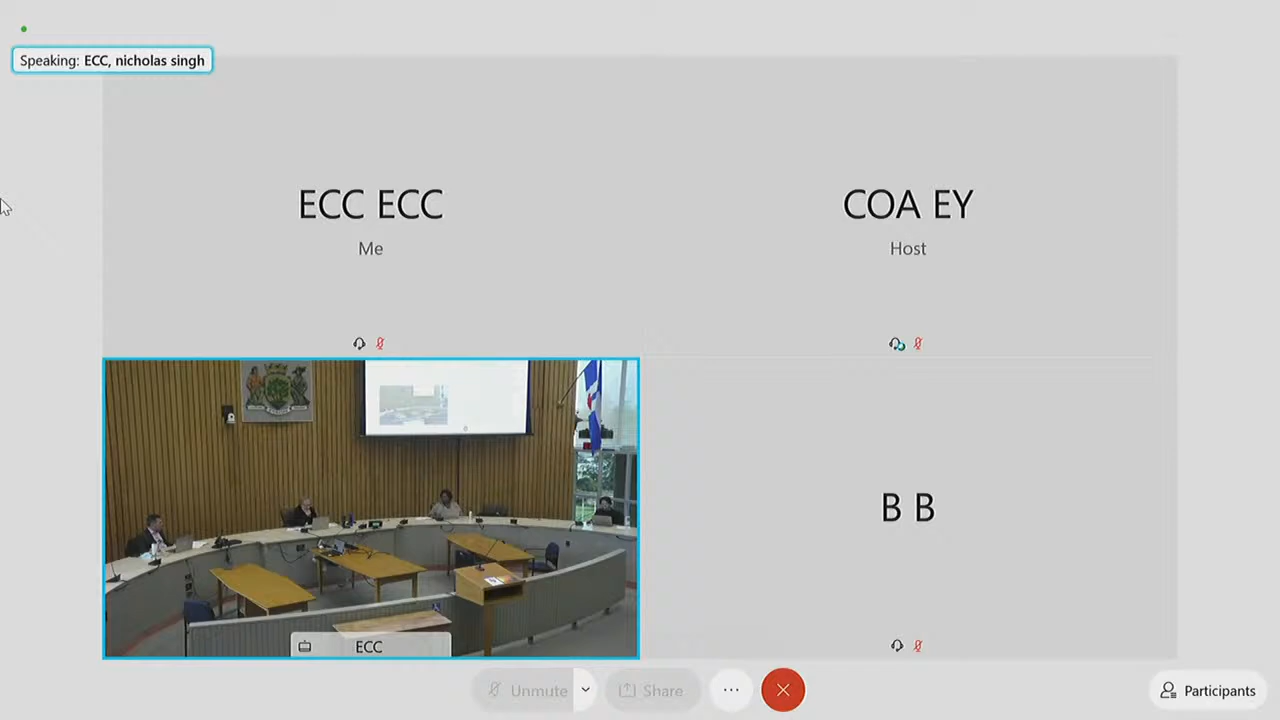 Speaking: ECC, nicholas singh
ECC ECC
Me
COA EY
Host
ECC
B B
Unmute
Share
Participants